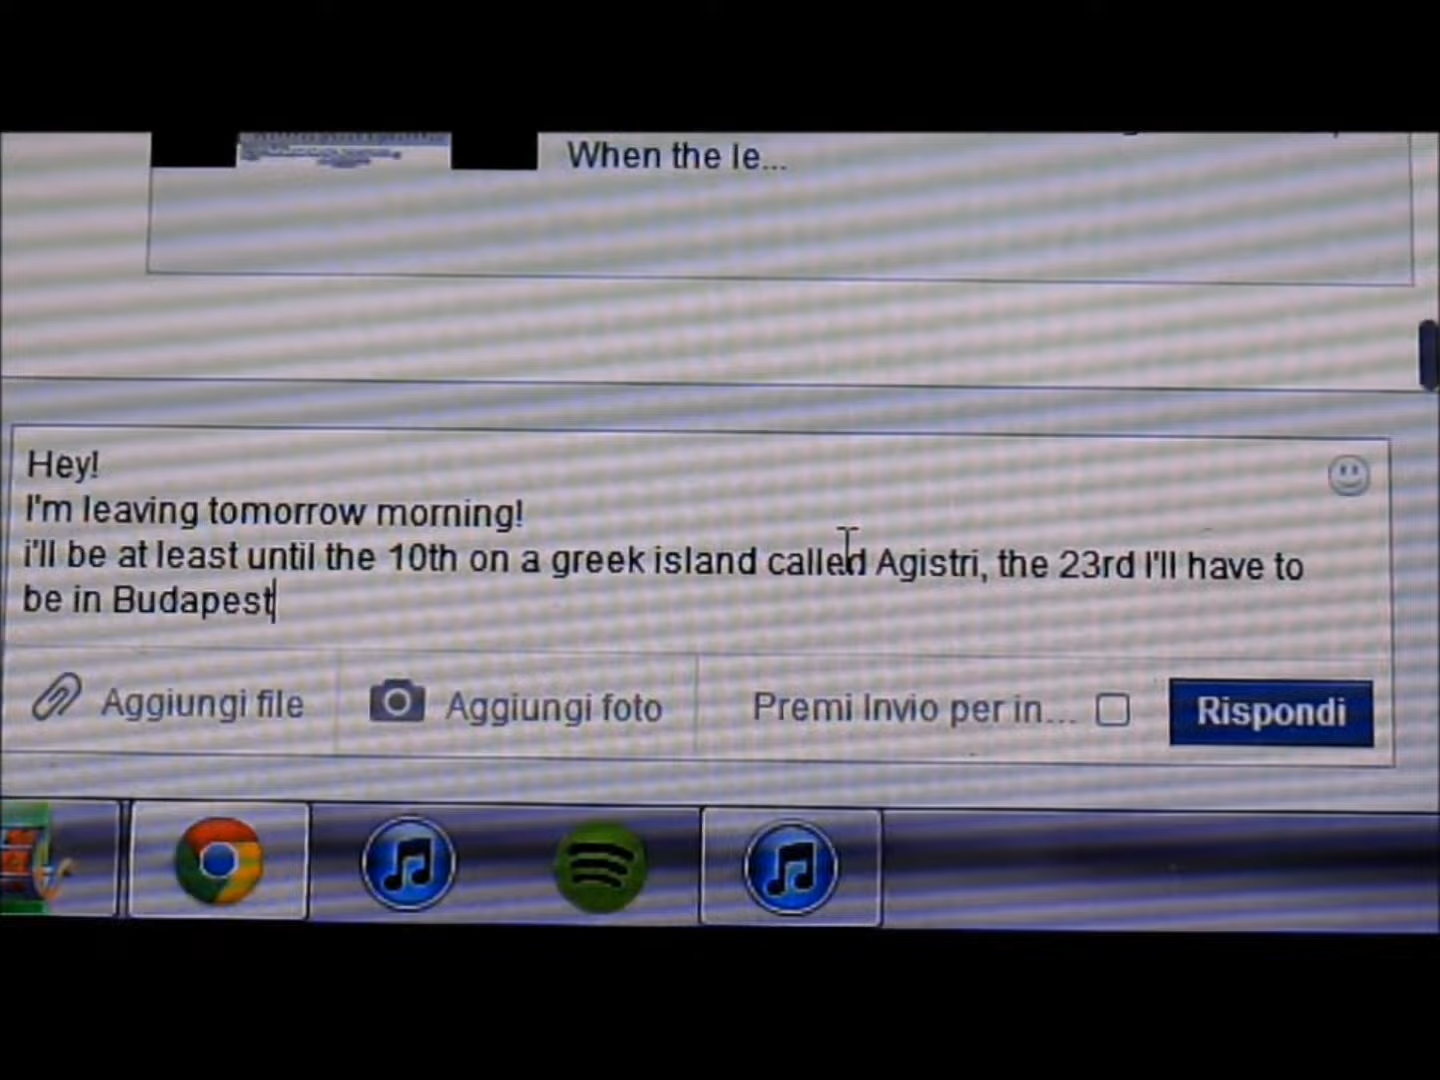 When the le...
Hey!
I'm leaving tomorrow morning!
i'll be at least until the 10th on a greek island called Agistri, the 23rd I'll have to
be in Budapest
Aggiungi file
Aggiungi foto
Premi Invio per in...
Rispondi